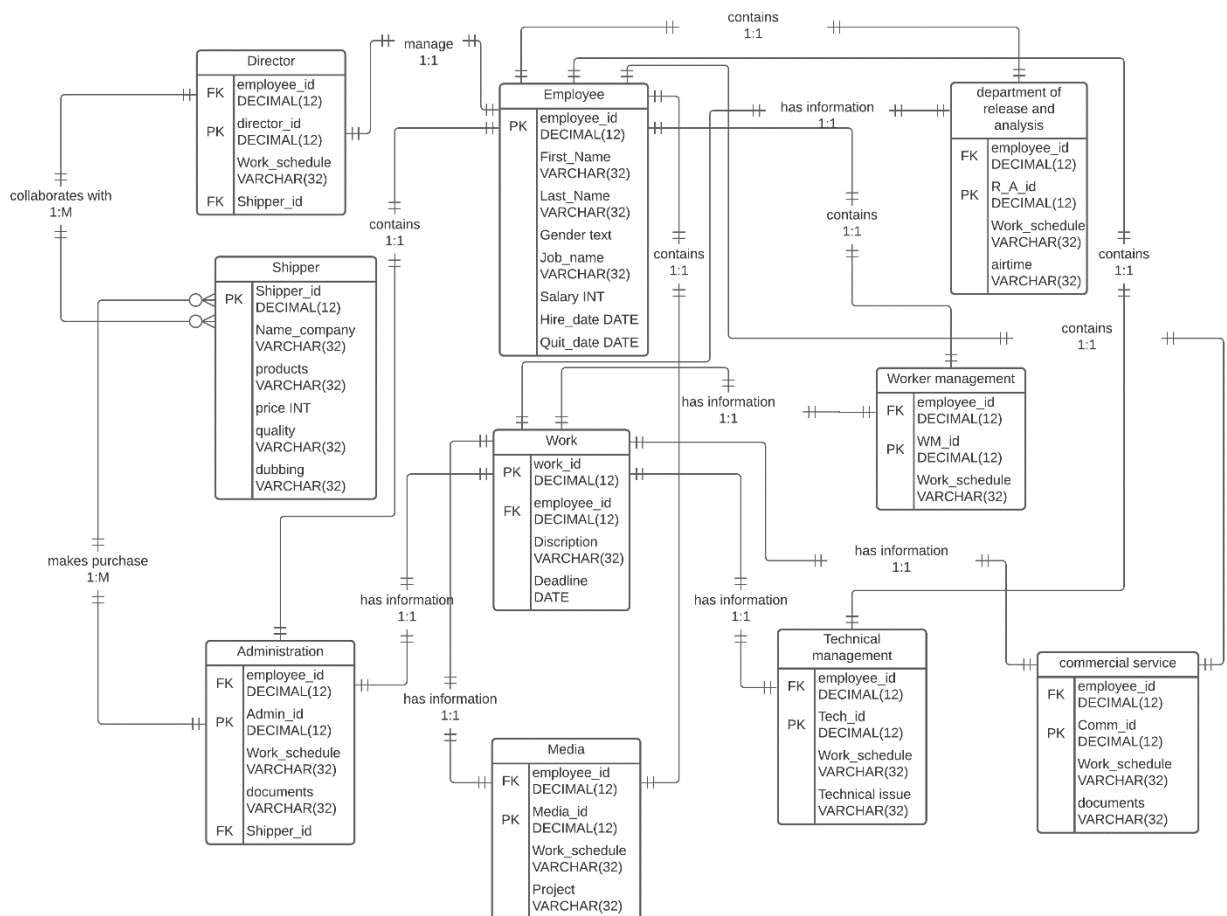 contains
1:1
manage
1:1
Director
FK
employee_id
DECIMAL(12)
PK
director_id
DECIMAL(12)
Work_schedule
VARCHAR(32)
FK
Shipper_id
Employee
PK
employee_id
DECIMAL(12)
First_Name
VARCHAR(32)
Last_Name
VARCHAR(32)
Gender text
Job_name
VARCHAR(32)
Salary INT
Hire_date DATE
Quit_date DATE
has information
1:1
department of
release and
analysis
FK
employee_id
DECIMAL(12)
PK
R_A_id
DECIMAL(12)
Work_schedule
VARCHAR(32)
airtime
VARCHAR(32)
collaborates with
1:M
contains
1:1
contains
1:1
contains
1:1
contains
1:1
contains
1:1
Shipper
PK
Shipper_id
DECIMAL(12)
Name_company
VARCHAR(32)
products
VARCHAR(32)
price INT
quality
VARCHAR(32)
dubbing
VARCHAR(32)
Worker management
FK
employee_id
DECIMAL(12)
PK
WM_id
DECIMAL(12)
Work_schedule
VARCHAR(32)
has information
1:1
Work
PK
work_id
DECIMAL(12)
FK
employee_id
DECIMAL(12)
Discription
VARCHAR(32)
Deadline
DATE
makes purchase
1:M
has information
1:1
has information
1:1
has information
1:1
has information
1:1
Administration
FK
employee_id
DECIMAL(12)
PK
Admin_id
DECIMAL(12)
Work_schedule
VARCHAR(32)
documents
VARCHAR(32)
FK
Shipper_id
Technical
management
FK
employee_id
DECIMAL(12)
PK
Tech_id
DECIMAL(12)
Work_schedule
VARCHAR(32)
Technical issue
VARCHAR(32)
commercial service
FK
employee_id
DECIMAL(12)
PK
Comm_id
DECIMAL(12)
Work_schedule
VARCHAR(32)
documents
VARCHAR(32)
Media
FK
employee_id
DECIMAL(12)
PK
Media_id
DECIMAL(12)
Work_schedule
VARCHAR(32)
Project
VARCHAR(32)